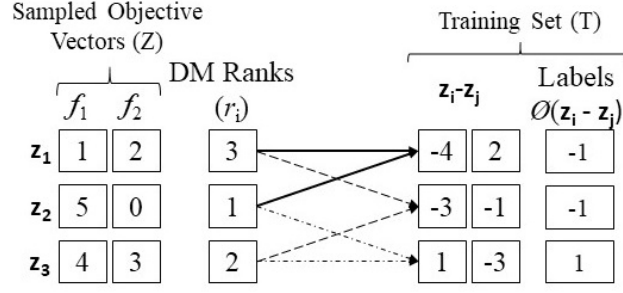 Sampled Objective
Vectors (Z)
Training Set (T)
DM Ranks
(rᵢ)
zᵢ-zⱼ
Labels
Ø(zᵢ - zⱼ)
f₁ f₂
z₁ 1 2 3 -4 2 -1
z₂ 5 0 1 -3 -1 -1
z₃ 4 3 2 1 -3 1